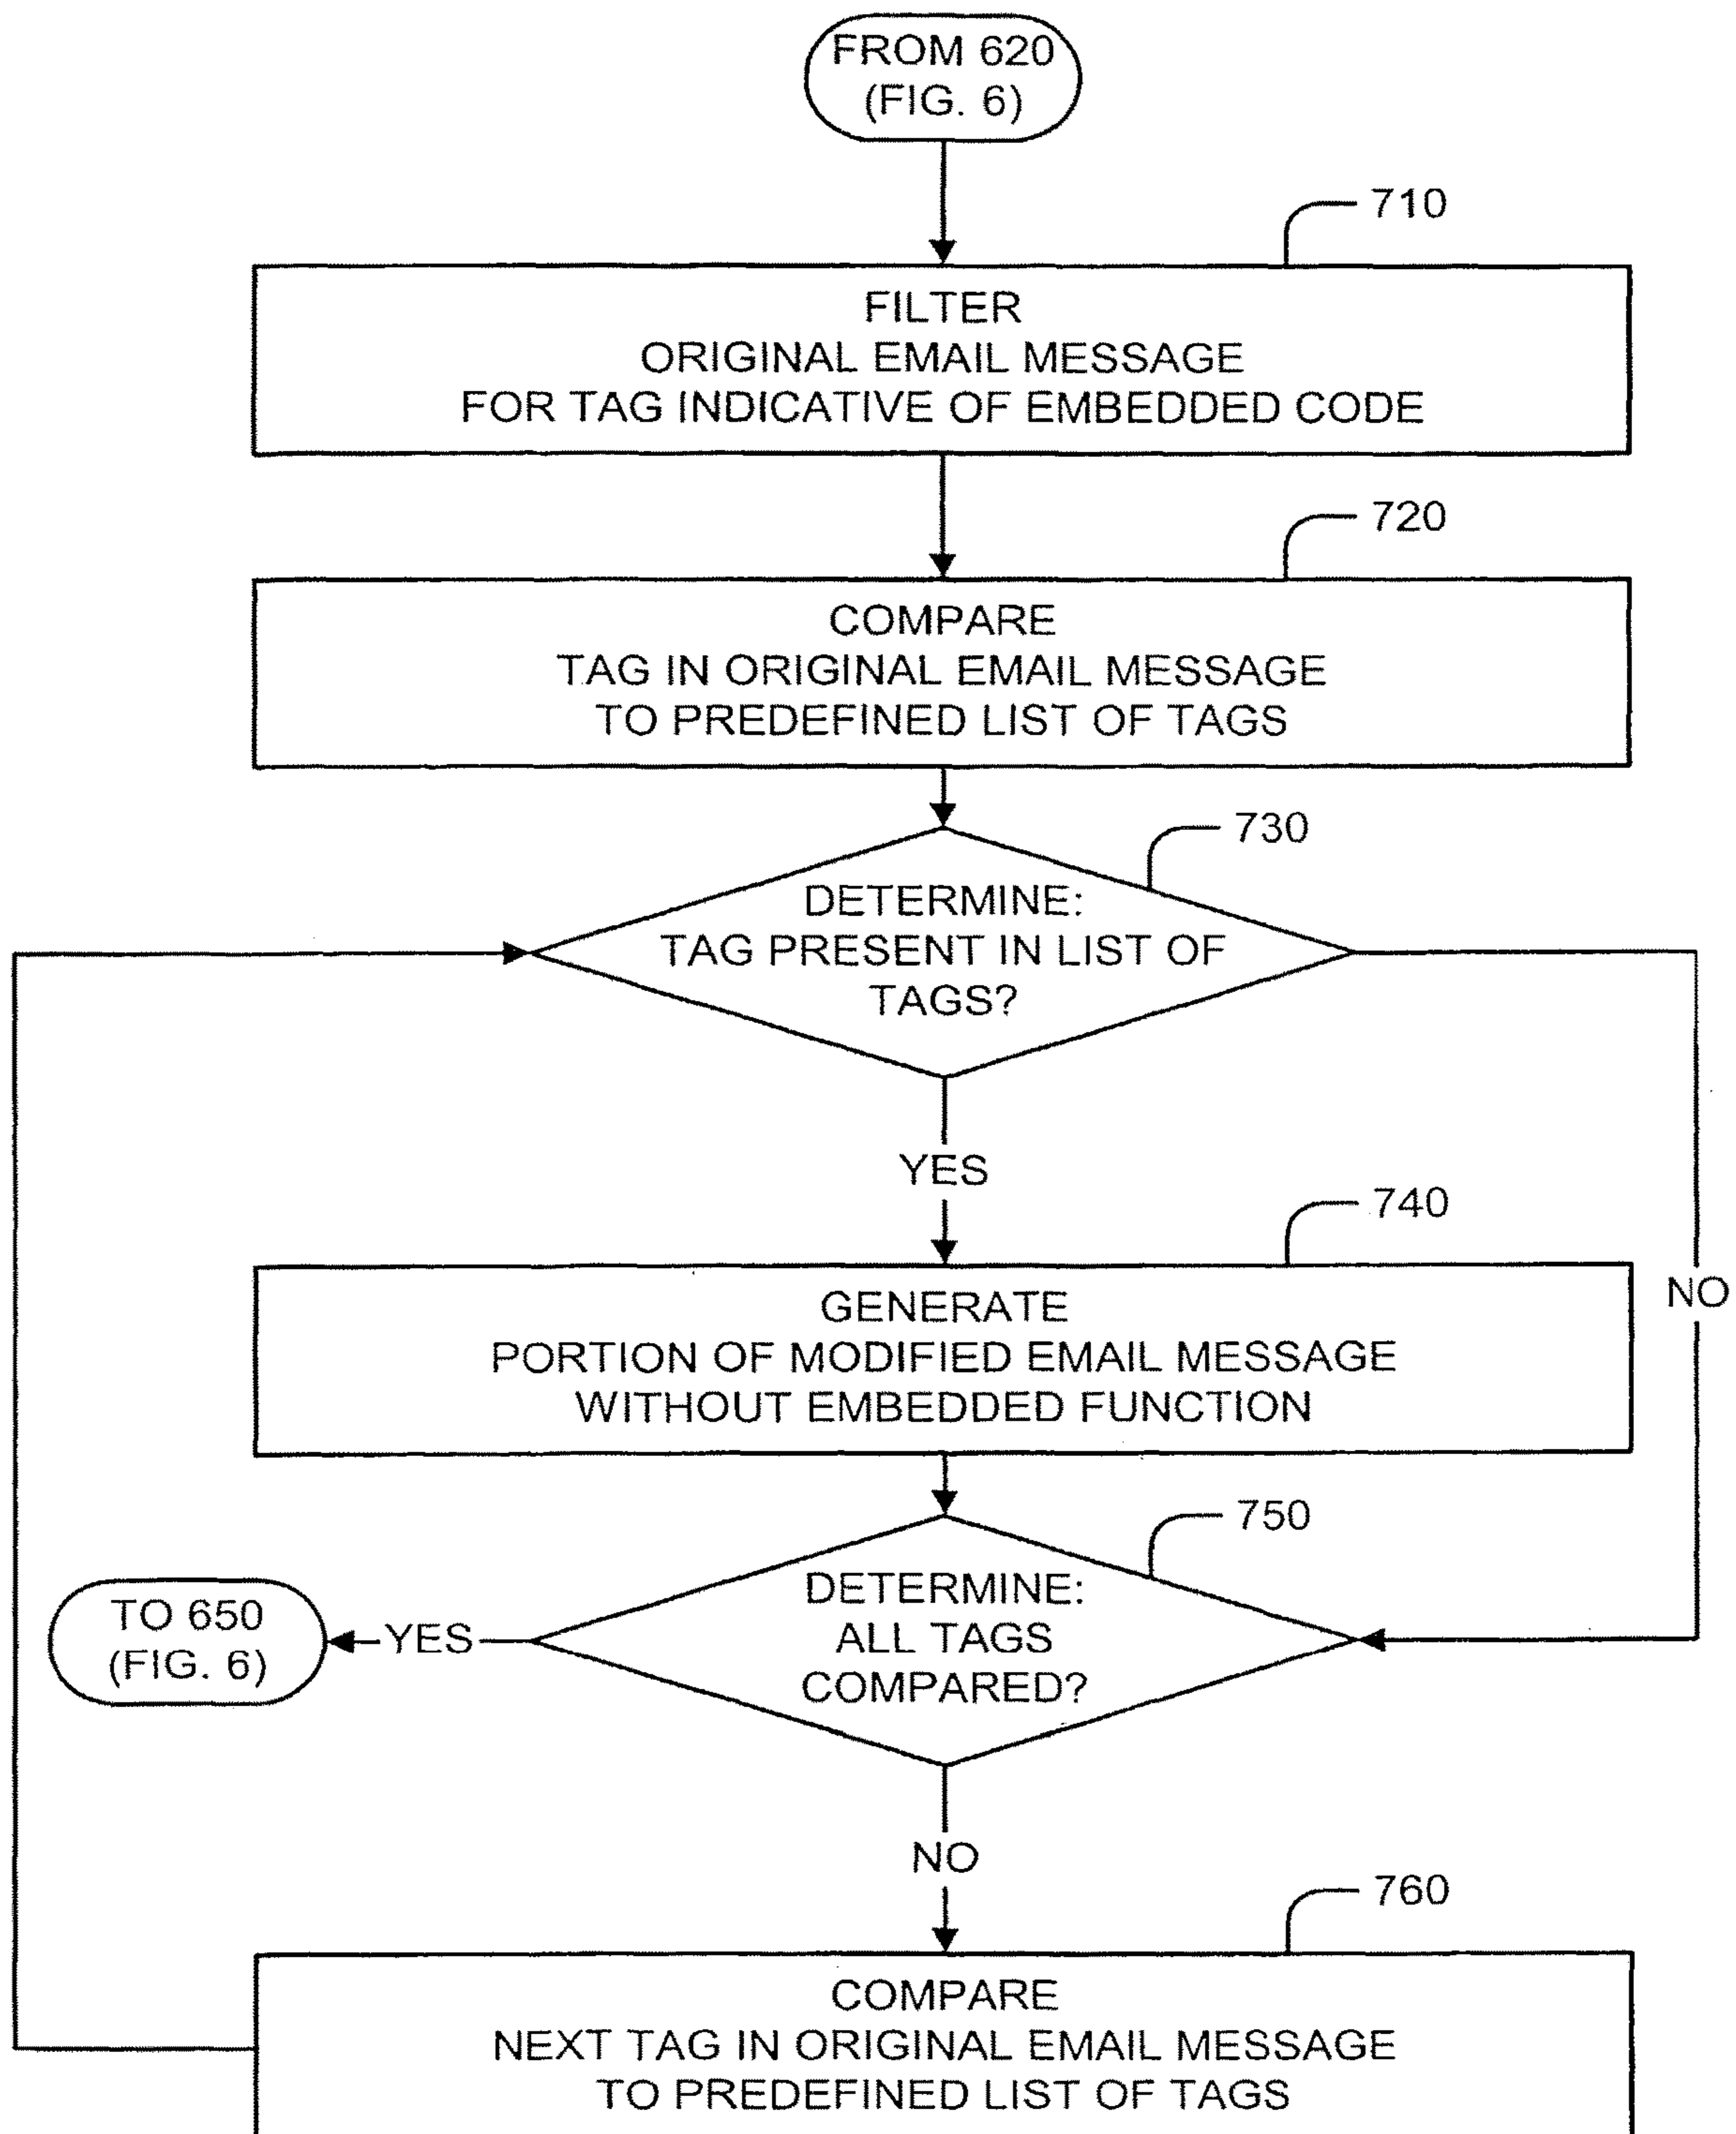 FROM 620
(FIG. 6)
710
FILTER
ORIGINAL EMAIL MESSAGE
FOR TAG INDICATIVE OF EMBEDDED CODE
720
COMPARE
TAG IN ORIGINAL EMAIL MESSAGE
TO PREDEFINED LIST OF TAGS
730
DETERMINE:
TAG PRESENT IN LIST OF
TAGS?
YES
NO
740
GENERATE
PORTION OF MODIFIED EMAIL MESSAGE
WITHOUT EMBEDDED FUNCTION
750
DETERMINE:
ALL TAGS
COMPARED?
YES
TO 650
(FIG. 6)
NO
760
COMPARE
NEXT TAG IN ORIGINAL EMAIL MESSAGE
TO PREDEFINED LIST OF TAGS